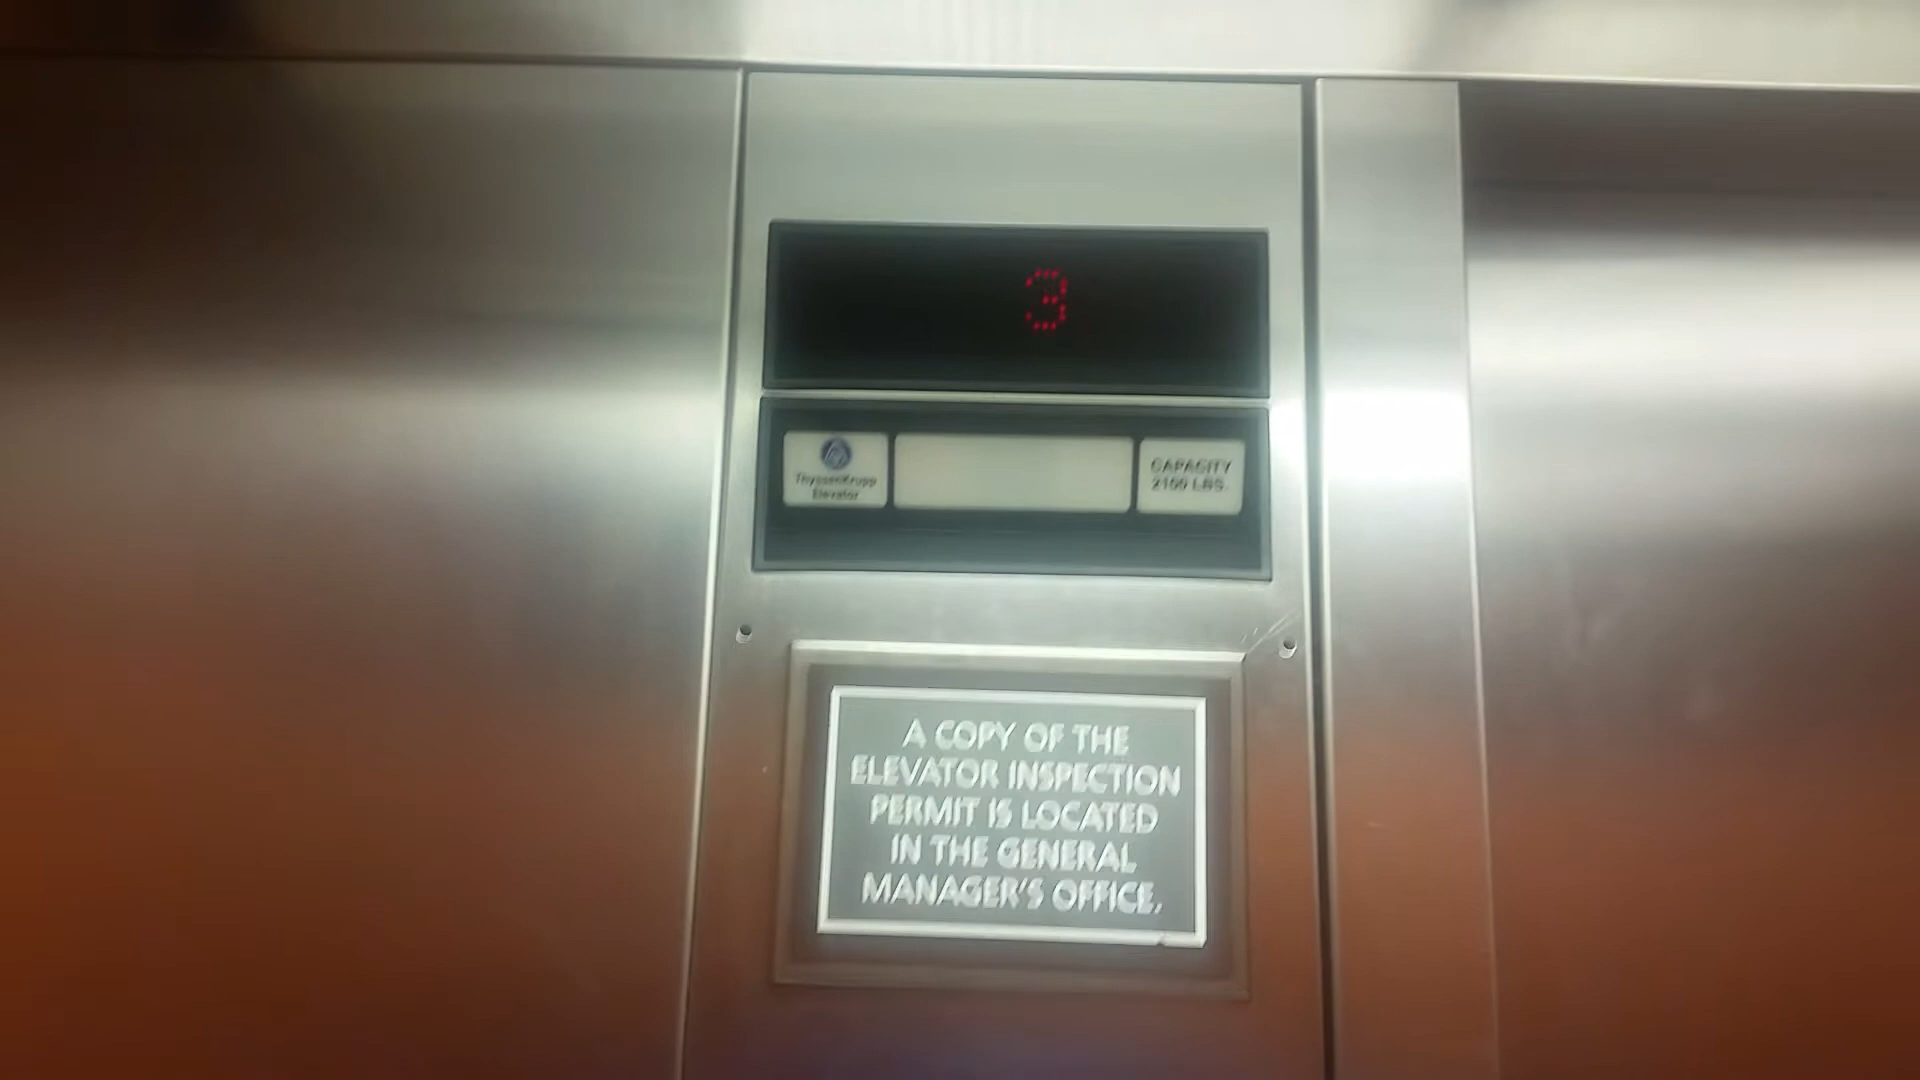 3
ThyssenKrupp
Elevator
CAPACITY
2100 LBS.
A COPY OF THE
ELEVATOR INSPECTION
PERMIT IS LOCATED
IN THE GENERAL
MANAGER'S OFFICE.